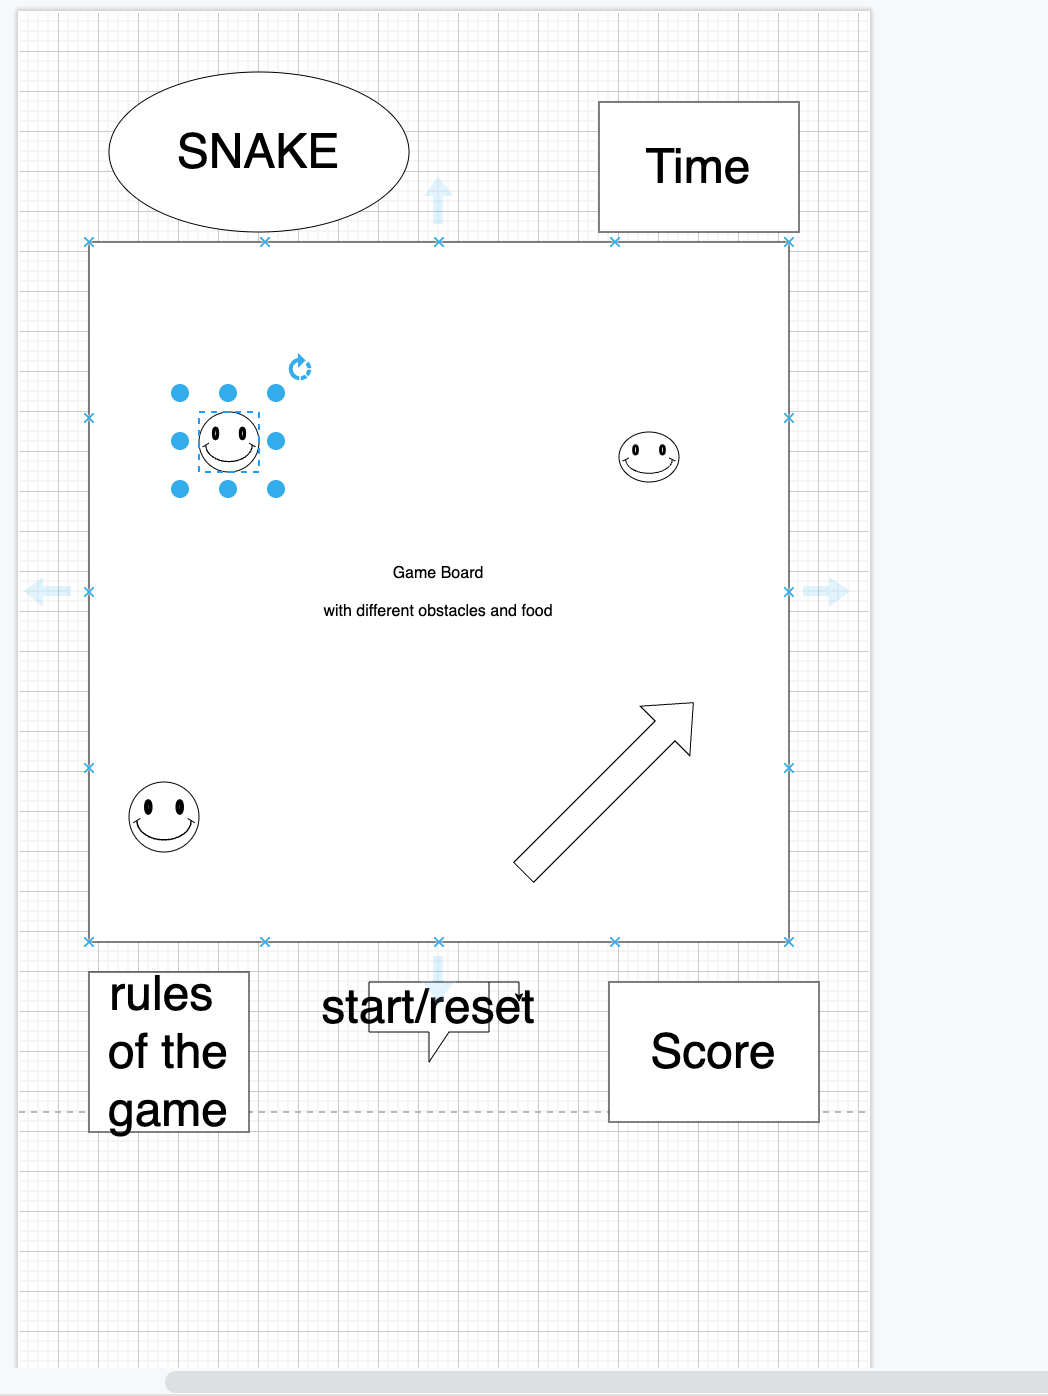 SNAKE
Time
Game Board
with different obstacles and food
rules
of the
game
start/reset
Score